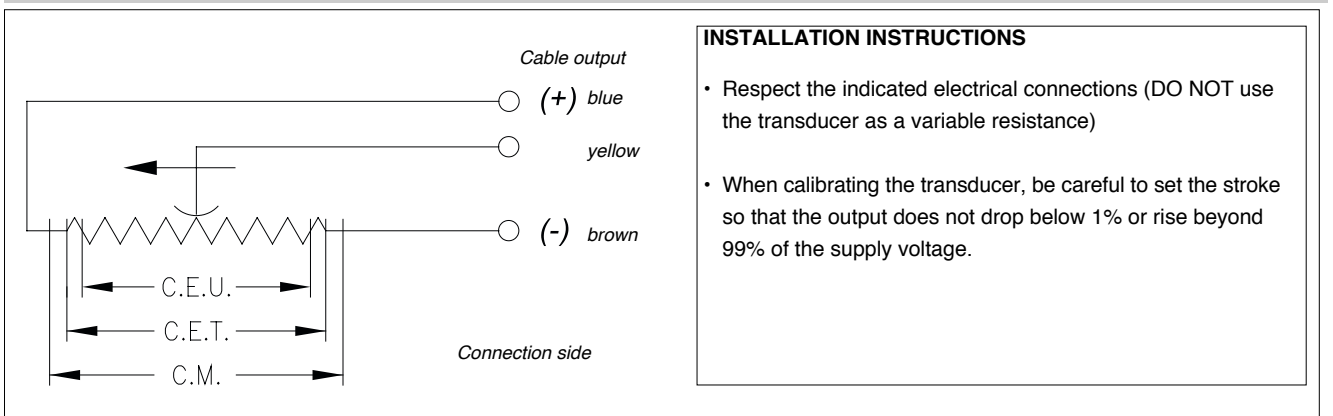 Cable output
(+) blue
yellow
(-) brown
C.E.U.
C.E.T.
C.M.
Connection side
INSTALLATION INSTRUCTIONS
• Respect the indicated electrical connections (DO NOT use
the transducer as a variable resistance)
• When calibrating the transducer, be careful to set the stroke
so that the output does not drop below 1% or rise beyond
99% of the supply voltage.